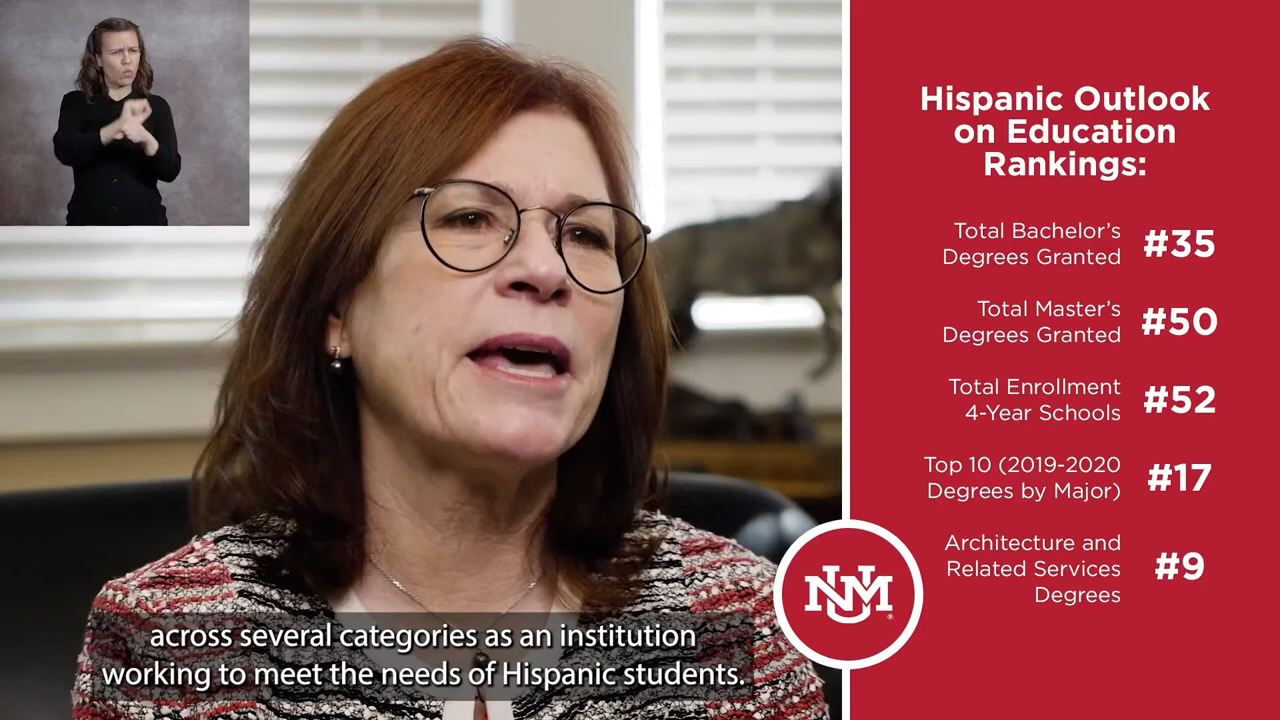 Hispanic Outlook
on Education
Rankings:
Total Bachelor's
Degrees Granted
#35
Total Master's
Degrees Granted
#50
Total Enrollment
4-Year Schools
#52
Top 10 (2019-2020
Degrees by Major)
#17
Architecture and
Related Services
Degrees
#9
UNM
®
across several categories as an institution
working to meet the needs of Hispanic students.